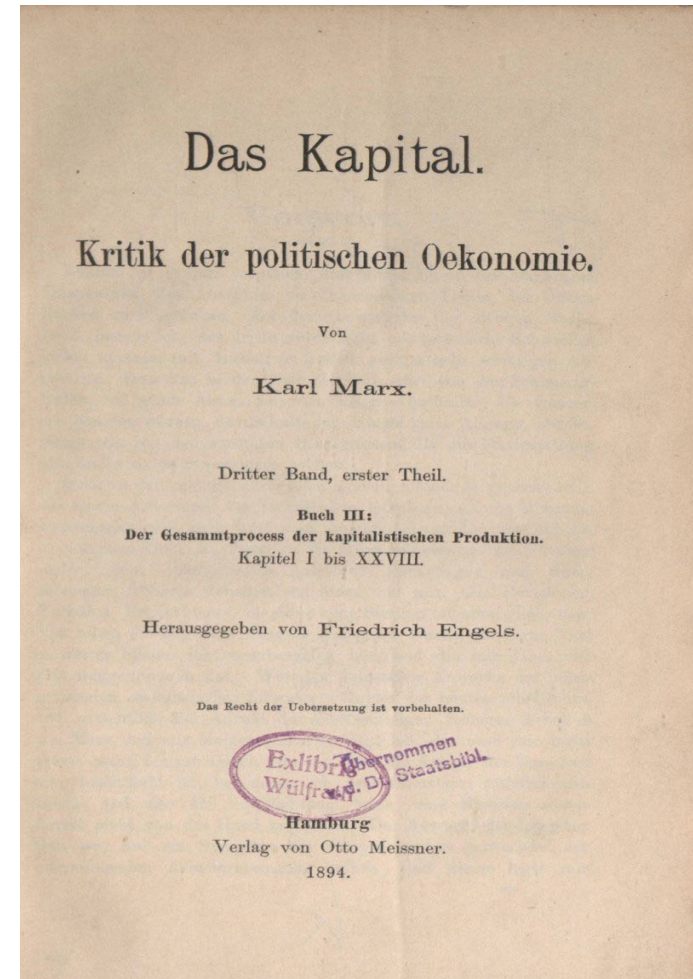 Das Kapital.
Kritik der politischen Oekonomie.
Von
Karl Marx.
Dritter Band, erster Theil.
Buch III:
Der Gesammtprocess der kapitalistischen Produktion.
Kapitel I bis XXVIII.
Herausgegeben von Friedrich Engels.
Das Recht der Uebersetzung ist vorbehalten.
Exlibris
Übernommen
v. d. Dt. Staatsbibl.
Hamburg
Verlag von Otto Meissner.
1894.